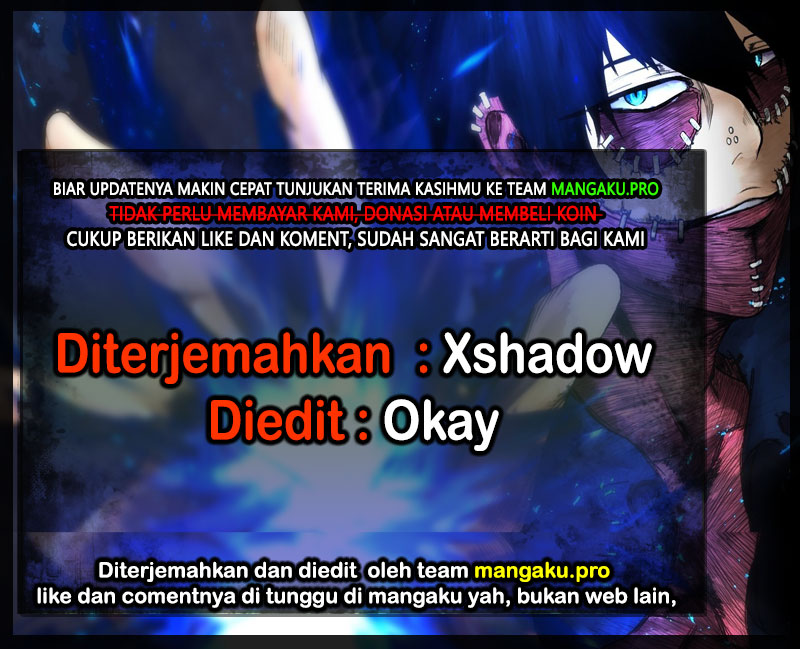 BIAR UPDATENYA MAKIN CEPAT TUNJUKAN TERIMA KASIHMU KE TEAM MANGAKU.PRO
TIDAK PERLU MEMBAYAR KAMI, DONASI ATAU MEMBELI KOIN
CUKUP BERIKAN LIKE DAN KOMENT, SUDAH SANGAT BERARTI BAGI KAMI
Diterjemahkan : Xshadow
Diedit : Okay
Diterjemahkan dan diedit oleh team mangaku.pro
like dan comentnya di tunggu di mangaku yah, bukan web lain,